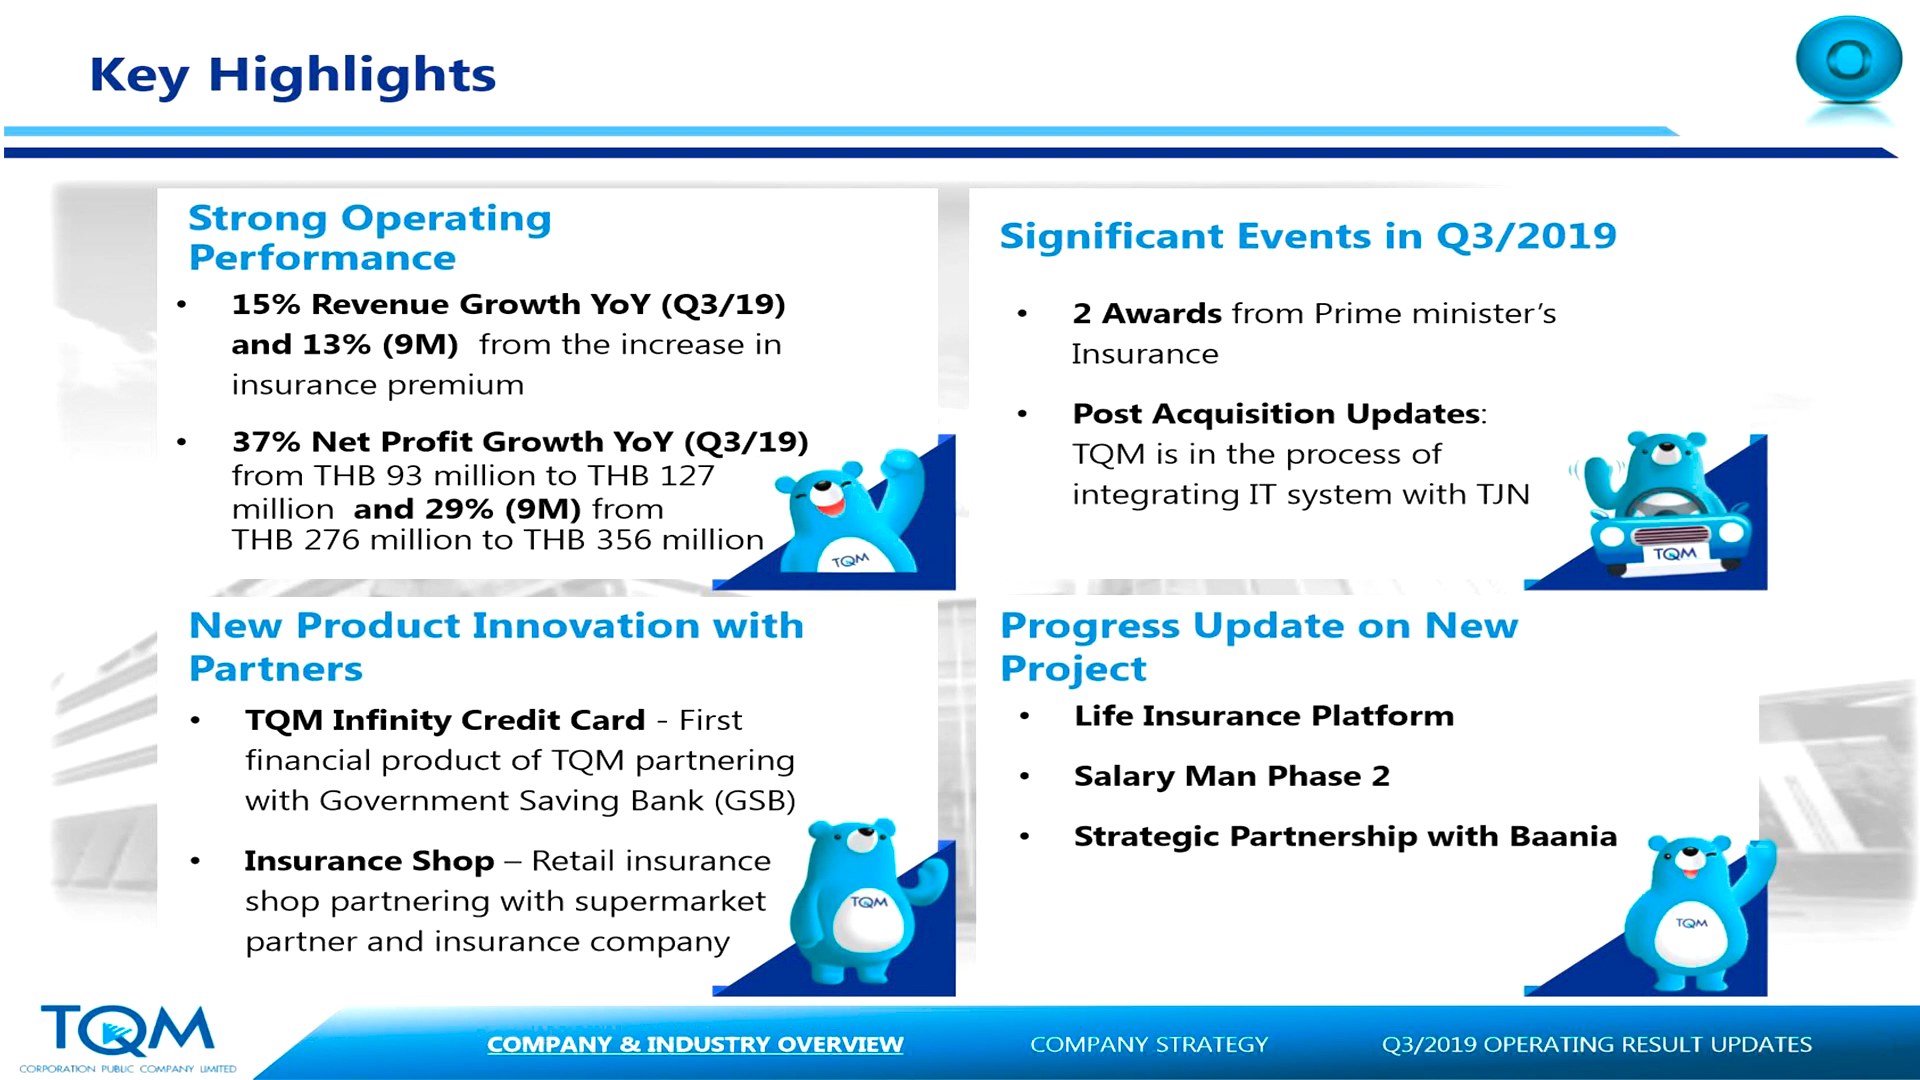 Key Highlights
O
Strong Operating
Performance
• 15% Revenue Growth YoY (Q3/19)
and 13% (9M) from the increase in
insurance premium
• 37% Net Profit Growth YoY (Q3/19)
from THB 93 million to THB 127
million and 29% (9M) from
THB 276 million to THB 356 million
TQM
Significant Events in Q3/2019
• 2 Awards from Prime minister’s
Insurance
• Post Acquisition Updates:
TQM is in the process of
integrating IT system with TJN
TQM
New Product Innovation with
Partners
• TQM Infinity Credit Card - First
financial product of TQM partnering
with Government Saving Bank (GSB)
• Insurance Shop – Retail insurance
shop partnering with supermarket
partner and insurance company
TQM
Progress Update on New
Project
• Life Insurance Platform
• Salary Man Phase 2
• Strategic Partnership with Baania
TQM
TQM
CORPORATION PUBLIC COMPANY LIMITED
COMPANY & INDUSTRY OVERVIEW
COMPANY STRATEGY
Q3/2019 OPERATING RESULT UPDATES